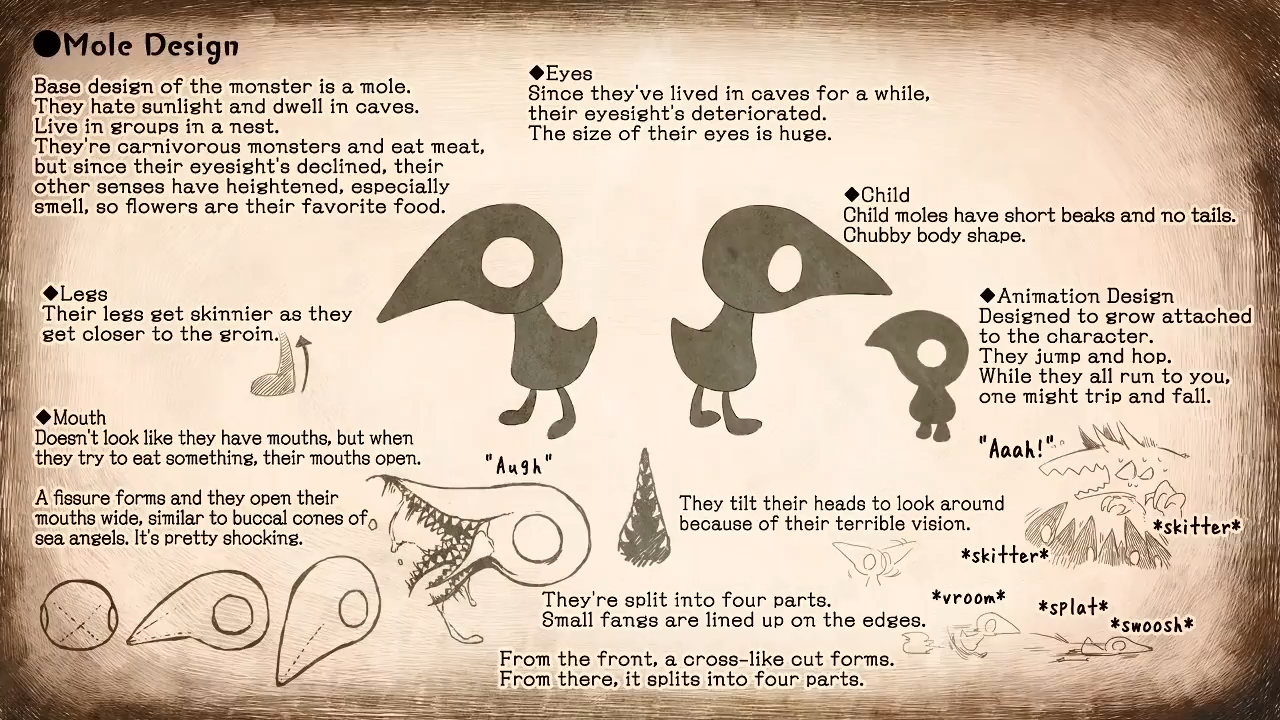 ●Mole Design
Base design of the monster is a mole.
They hate sunlight and dwell in caves.
Live in groups in a nest.
They're carnivorous monsters and eat meat,
but since their eyesight's declined, their
other senses have heightened, especially
smell, so flowers are their favorite food.
◆Eyes
Since they've lived in caves for a while,
their eyesight's deteriorated.
The size of their eyes is huge.
◆Child
Child moles have short beaks and no tails.
Chubby body shape.
◆Legs
Their legs get skinnier as they
get closer to the groin.
◆Animation Design
Designed to grow attached
to the character.
They jump and hop.
While they all run to you,
one might trip and fall.
◆Mouth
Doesn't look like they have mouths, but when
they try to eat something, their mouths open.
A fissure forms and they open their
mouths wide, similar to buccal cones of
sea angels. It's pretty shocking.
"Augh"
They tilt their heads to look around
because of their terrible vision.
"Aaah!"
*skitter*
*skitter*
They're split into four parts.
Small fangs are lined up on the edges.
*vroom*
*splat*
*swoosh*
From the front, a cross-like cut forms.
From there, it splits into four parts.